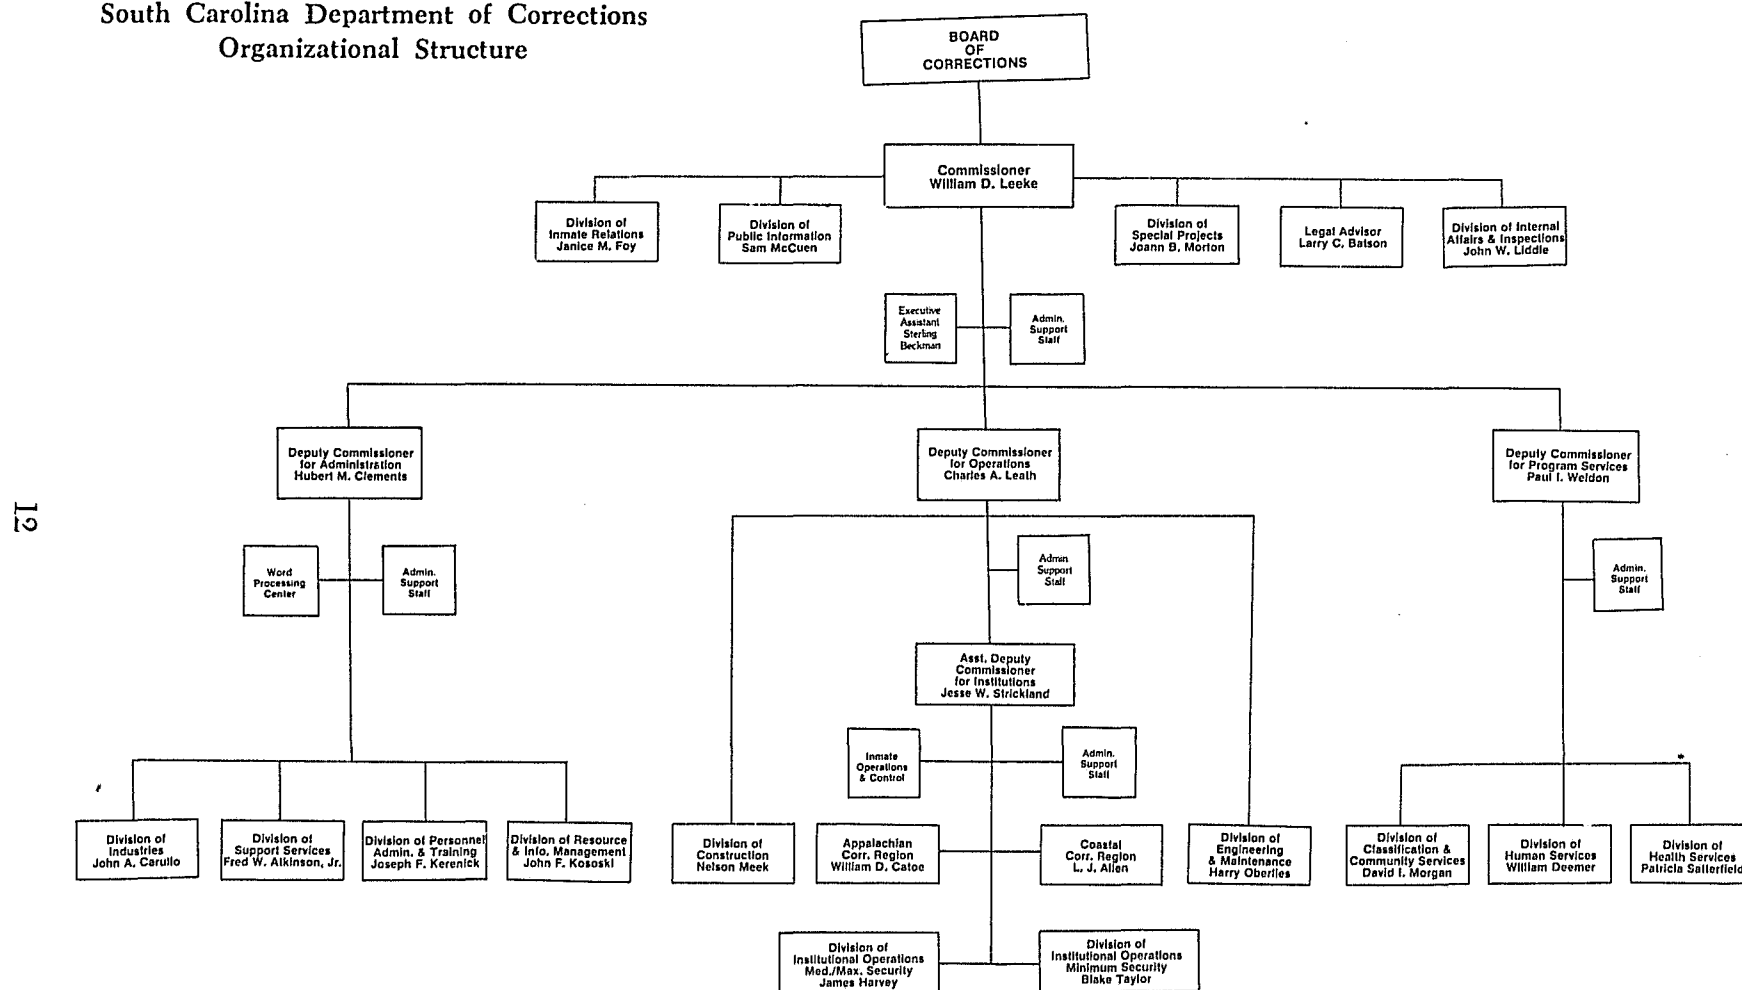 South Carolina Department of Corrections
Organizational Structure
BOARD
OF
CORRECTIONS
Commissioner
William D. Leeke
Division of
Inmate Relations
Janice M. Foy
Division of
Public Information
Sam McCuen
Division of
Special Projects
Joann B. Morton
Legal Advisor
Larry C. Batson
Division of Internal
Affairs & Inspections
John W. Liddle
Executive
Assistant
Sterling
Beckman
Admin.
Support
Staff
Deputy Commissioner
for Administration
Hubert M. Clements
Deputy Commissioner
for Operations
Charles A. Leath
Deputy Commissioner
for Program Services
Paul I. Weldon
12
Word
Processing
Center
Admin.
Support
Staff
Admin
Support
Staff
Admin.
Support
Staff
Asst. Deputy
Commissioner
for Institutions
Jesse W. Strickland
Inmate
Operations
& Control
Admin.
Support
Staff
Division of
Industries
John A. Carullo
Division of
Support Services
Fred W. Atkinson, Jr.
Division of Personnel
Admin. & Training
Joseph F. Kerenick
Division of Resource
& Info. Management
John F. Kososki
Division of
Construction
Nelson Meek
Appalachian
Corr. Region
William D. Catoe
Coastal
Corr. Region
L. J. Allen
Division of
Engineering
& Maintenance
Harry Oberlies
Division of
Classification &
Community Services
David I. Morgan
Division of
Human Services
William Deemer
Division of
Health Services
Patricia Satterfield
Division of
Institutional Operations
Med./Max. Security
James Harvey
Division of
Institutional Operations
Minimum Security
Blake Taylor